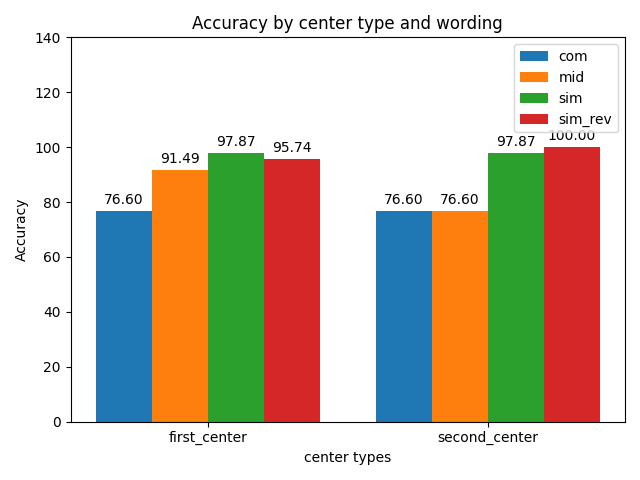 Accuracy by center type and wording
140
120
100
80
60
40
20
0
Accuracy
com
mid
sim
sim_rev
76.60
91.49
97.87
95.74
76.60
76.60
97.87
100.00
first_center
second_center
center types